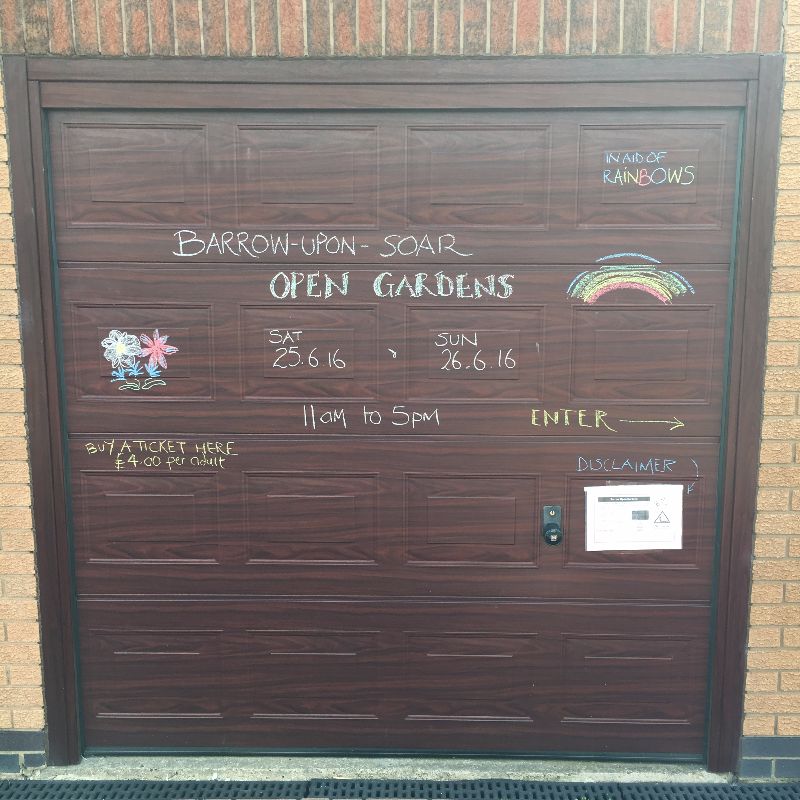 IN AID OF
RAINBOWS
BARROW-UPON-SOAR
OPEN GARDENS
SAT
25.6.16
SUN
26.6.16
11am to 5pm
ENTER
BUY A TICKET HERE
£4.00 per adult
DISCLAIMER